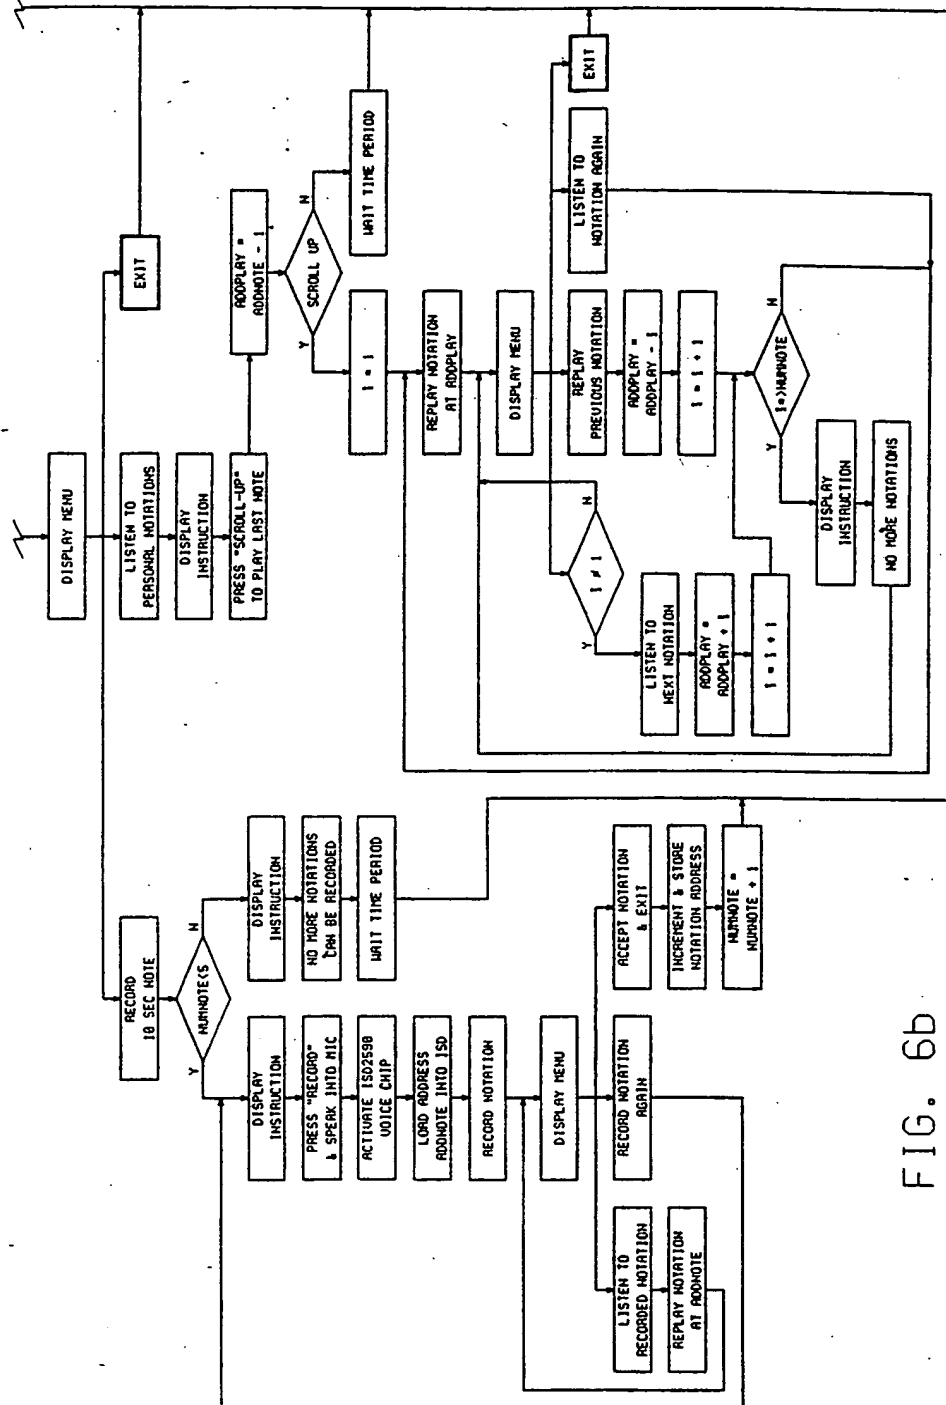 DISPLAY MENU
RECORD
10 SEC NOTE
LISTEN TO
PERSONAL NOTATIONS
EXIT
NUMNOTE<5
Y
N
DISPLAY
INSTRUCTION
PRESS "SCROLL-UP"
TO PLAY LAST NOTE
ADDPLAY =
ADDNOTE - 1
SCROLL UP
Y
N
WAIT TIME PERIOD
DISPLAY
INSTRUCTION
PRESS "RECORD"
& SPEAK INTO MIC
ACTIVATE ISD2590
VOICE CHIP
LOAD ADDRESS
ADDNOTE INTO ISD
RECORD NOTATION
DISPLAY MENU
DISPLAY
INSTRUCTION
NO MORE NOTATIONS
CAN BE RECORDED
WAIT TIME PERIOD
LISTEN TO
RECORDED NOTATION
REPLAY NOTATION
AT ADDNOTE
RECORD NOTATION
AGAIN
ACCEPT NOTATION
& EXIT
INCREMENT & STORE
NOTATION ADDRESS
NUMNOTE =
NUMNOTE + 1
I = 1
REPLAY NOTATION
AT ADDPLAY
DISPLAY MENU
I ≠ 1
Y
N
LISTEN TO
NEXT NOTATION
ADDPLAY =
ADDPLAY + 1
I = I + 1
REPLAY
PREVIOUS NOTATION
ADDPLAY =
ADDPLAY - 1
I = I + 1
I=>NUMNOTE
Y
N
DISPLAY
INSTRUCTION
NO MORE NOTATIONS
LISTEN TO
NOTATION AGAIN
EXIT
FIG. 6b